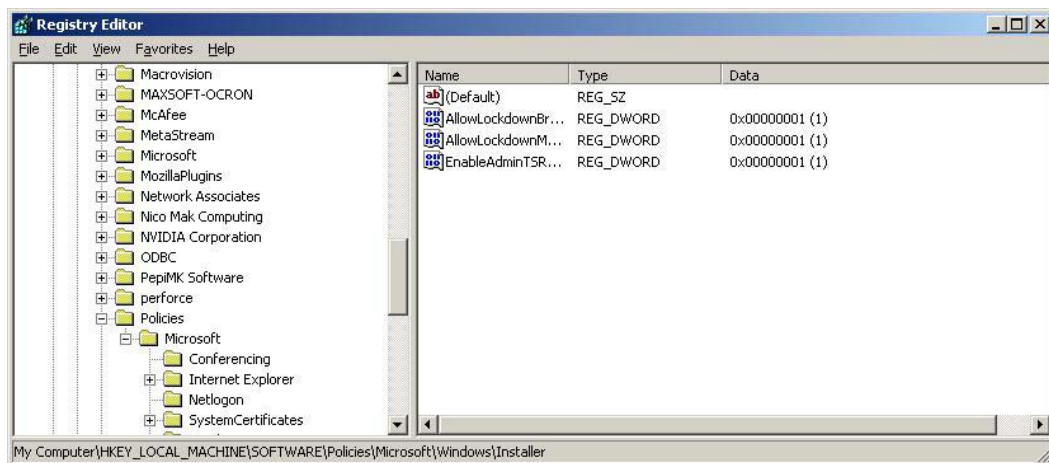 Registry Editor
File Edit View Favorites Help
Macrovision
MAXSOFT-OCRON
McAfee
MetaStream
Microsoft
MozillaPlugins
Network Associates
Nico Mak Computing
NVIDIA Corporation
ODBC
PepiMK Software
perforce
Policies
Microsoft
Conferencing
Internet Explorer
Netlogon
SystemCertificates
Name Type Data
ab (Default) REG_SZ
AllowLockdownBr... REG_DWORD 0x00000001 (1)
AllowLockdownM... REG_DWORD 0x00000001 (1)
EnableAdminTSR... REG_DWORD 0x00000001 (1)
My Computer\HKEY_LOCAL_MACHINE\SOFTWARE\Policies\Microsoft\Windows\Installer